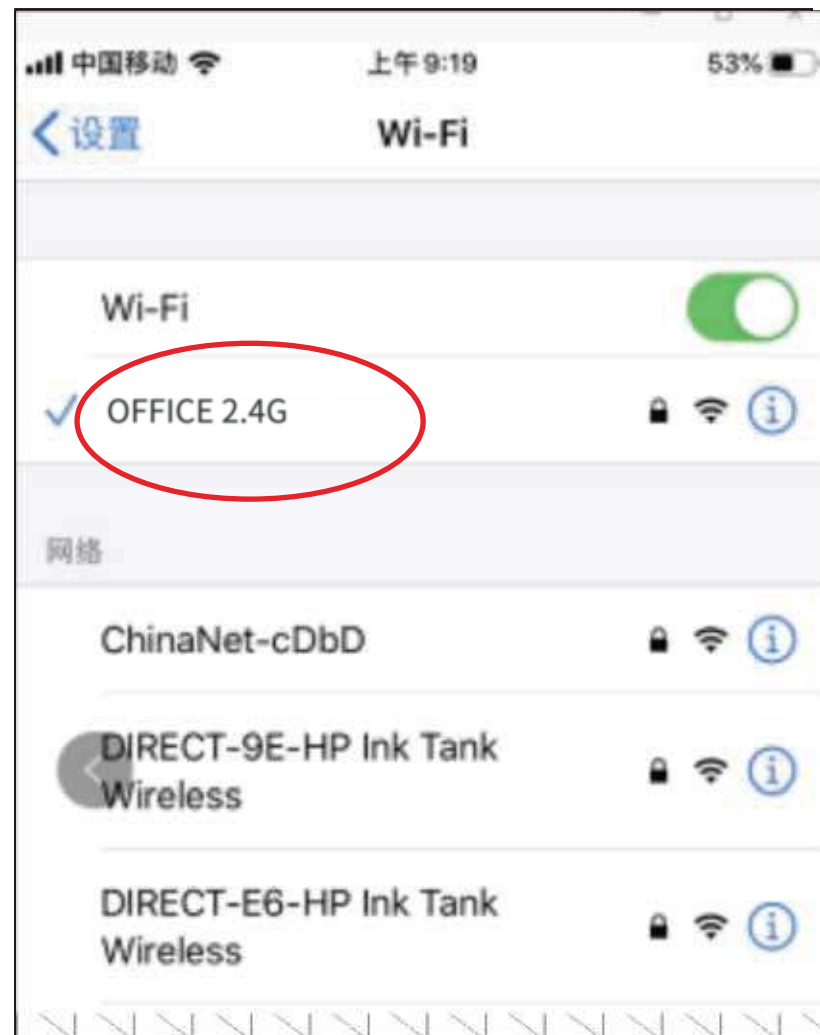 中国移动 上午9:19 53%
设置 Wi-Fi
Wi-Fi
OFFICE 2.4G
网络
ChinaNet-cDbD
DIRECT-9E-HP Ink Tank
Wireless
DIRECT-E6-HP Ink Tank
Wireless